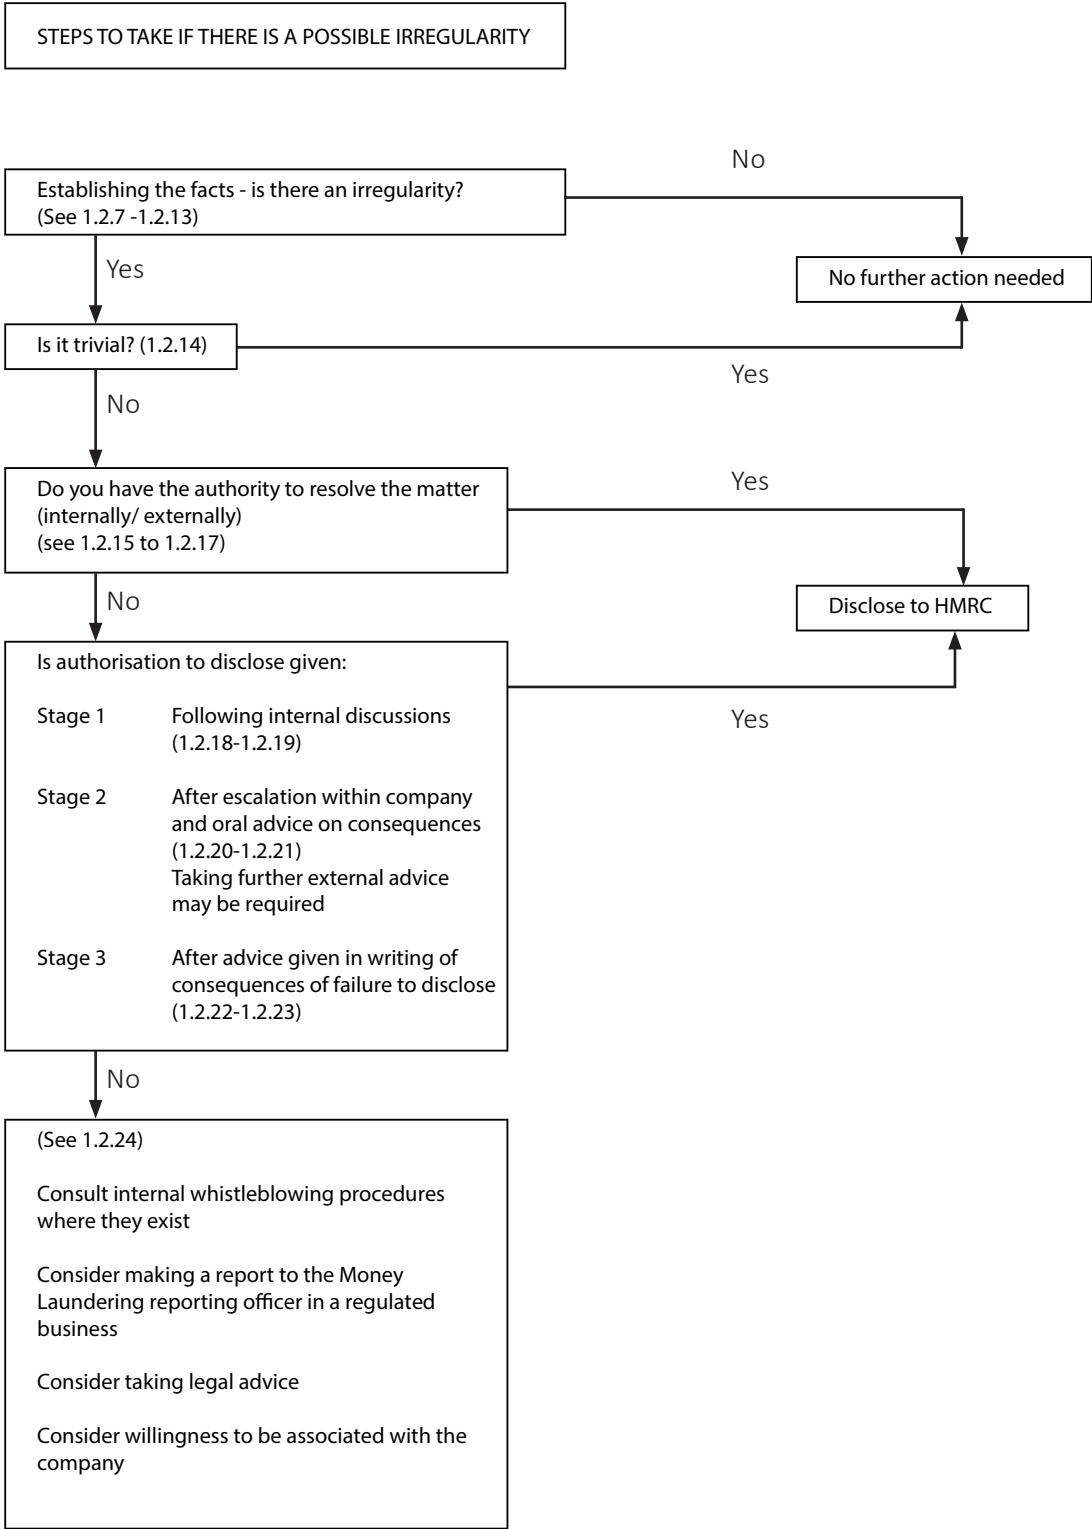 STEPS TO TAKE IF THERE IS A POSSIBLE IRREGULARITY
No
Establishing the facts - is there an irregularity?
(See 1.2.7 -1.2.13)
Yes
No further action needed
Is it trivial? (1.2.14)
Yes
No
Do you have the authority to resolve the matter
(internally/ externally)
(see 1.2.15 to 1.2.17)
Yes
No
Disclose to HMRC
Is authorisation to disclose given:
Stage 1 Following internal discussions
(1.2.18-1.2.19)
Yes
Stage 2 After escalation within company
and oral advice on consequences
(1.2.20-1.2.21)
Taking further external advice
may be required
Stage 3 After advice given in writing of
consequences of failure to disclose
(1.2.22-1.2.23)
No
(See 1.2.24)
Consult internal whistleblowing procedures
where they exist
Consider making a report to the Money
Laundering reporting officer in a regulated
business
Consider taking legal advice
Consider willingness to be associated with the
company